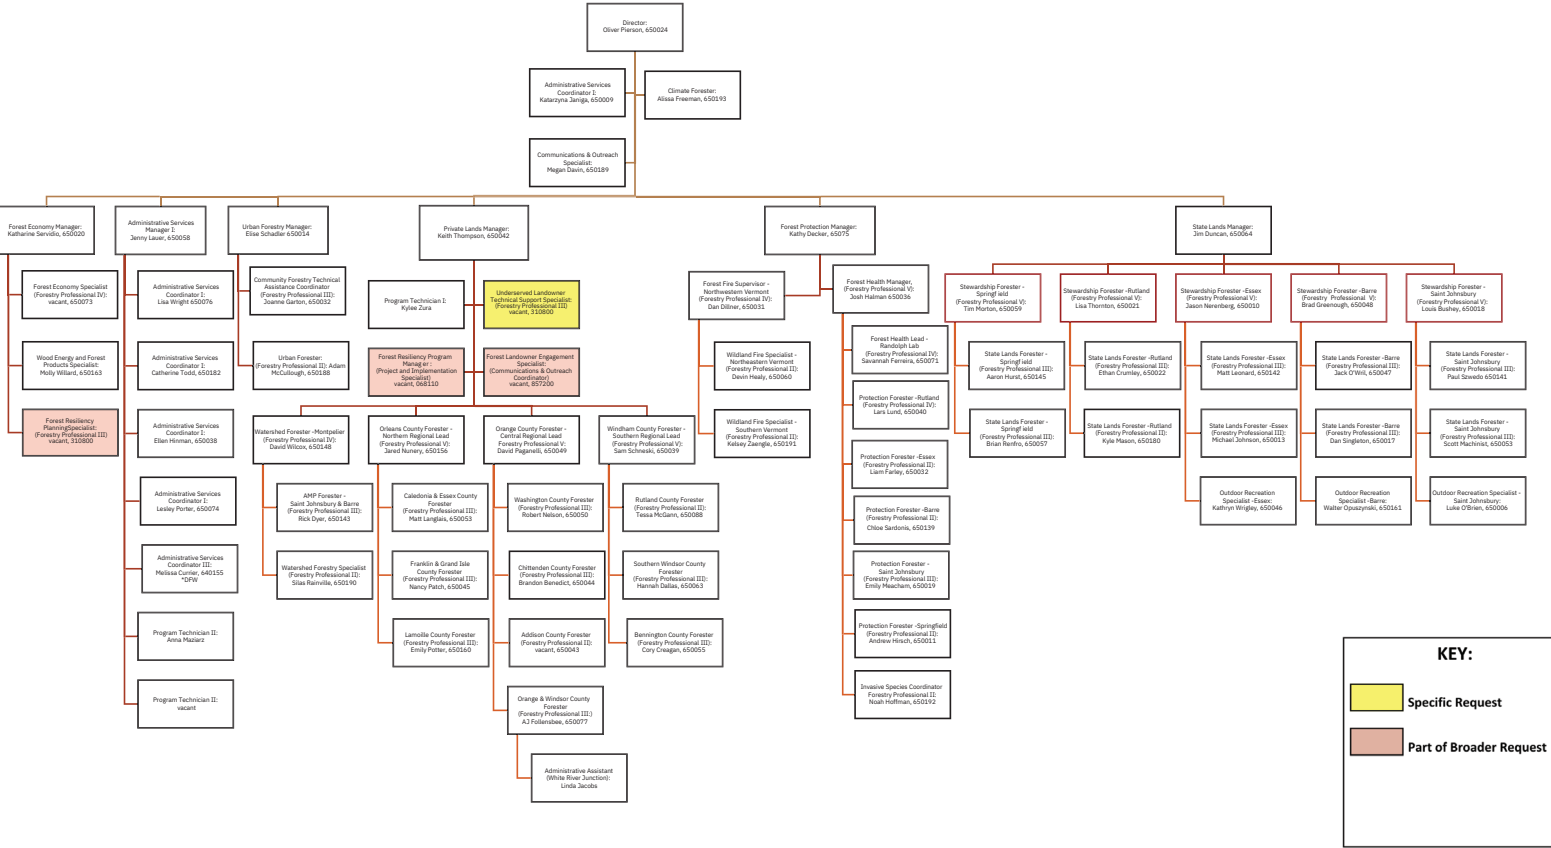 Director:
Oliver Pierson, 650024
Administrative Services
Coordinator I:
Katarzyna Janiga, 650009
Climate Forester:
Alissa Freeman, 650193
Communications & Outreach
Specialist:
Megan Davin, 650189
Forest Economy Manager:
Katharine Servidio, 650020
Administrative Services
Manager I:
Jenny Lauer, 650058
Urban Forestry Manager:
Elise Schadler 650014
Private Lands Manager:
Keith Thompson, 650042
Forest Protection Manager:
Kathy Decker, 65075
State Lands Manager:
Jim Duncan, 650064
Forest Economy Specialist
(Forestry Professional IV):
vacant, 650073
Wood Energy and Forest
Products Specialist:
Molly Willard, 650163
Forest Resiliency
PlanningSpecialist:
(Forestry Professional III)
vacant, 310800
Administrative Services
Coordinator I:
Lisa Wright 650076
Administrative Services
Coordinator I:
Catherine Todd, 650182
Administrative Services
Coordinator I:
Ellen Hinman, 650038
Administrative Services
Coordinator I:
Lesley Porter, 650074
Administrative Services
Coordinator III:
Melissa Currier, 640155
*DFW
Program Technician II:
Anna Maziarz
Program Technician II:
vacant
Community Forestry Technical
Assistance Coordinator
(Forestry Professional III):
Joanne Garton, 650032
Urban Forester:
(Forestry Professional II): Adam
McCullough, 650188
Program Technician I:
Kylee Zura
Underserved Landowner
Technical Support Specialist:
(Forestry Professional III)
vacant, 310800
Forest Resiliency Program
Manager :
(Project and Implementation
Specialist)
vacant, 068110
Forest Landowner Engagement
Specialist:
(Communications & Outreach
Coordinator)
vacant, 857200
Watershed Forester -Montpelier
(Forestry Professional IV):
David Wilcox, 650148
AMP Forester -
Saint Johnsbury & Barre
(Forestry Professional III):
Rick Dyer, 650143
Watershed Forestry Specialist
(Forestry Professional II):
Silas Rainville, 650190
Orleans County Forester -
Northern Regional Lead
(Forestry Professional V):
Jared Nunery, 650156
Caledonia & Essex County
Forester
(Forestry Professional III):
Matt Langlais, 650053
Franklin & Grand Isle
County Forester
(Forestry Professional III):
Nancy Patch, 650045
Lamoille County Forester
(Forestry Professional III):
Emily Potter, 650160
Orange County Forester -
Central Regional Lead
Forestry Professional V:
David Paganelli, 650049
Washington County Forester
(Forestry Professional III):
Robert Nelson, 650050
Chittenden County Forester
(Forestry Professional III):
Brandon Benedict, 650044
Addison County Forester
(Forestry Professional II):
vacant, 650043
Orange & Windsor County
Forester
(Forestry Professional III:)
AJ Follensbee, 650077
Administrative Assistant
(White River Junction):
Linda Jacobs
Windham County Forester -
Southern Regional Lead
(Forestry Professional V):
Sam Schneski, 650039
Rutland County Forester
(Forestry Professional II):
Tessa McGann, 650088
Southern Windsor County
Forester
(Forestry Professional III):
Hannah Dallas, 650063
Bennington County Forester
(Forestry Professional III):
Cory Creagan, 650055
Forest Fire Supervisor -
Northwestern Vermont
(Forestry Professional IV):
Dan Dillner, 650031
Wildland Fire Specialist -
Northeastern Vermont
(Forestry Professional II):
Devin Healy, 650060
Wildland Fire Specialist -
Southern Vermont
(Forestry Professional II):
Kelsey Zaengle, 650191
Forest Health Manager,
(Forestry Professional V):
Josh Halman 650036
Forest Health Lead -
Randolph Lab
(Forestry Professional IV):
Savannah Ferreira, 650071
Protection Forester -Rutland
(Forestry Professional IV):
Lars Lund, 650040
Protection Forester -Essex
(Forestry Professional II):
Liam Farley, 650032
Protection Forester -Barre
(Forestry Professional II):
Chloe Sardonis, 650139
Protection Forester -
Saint Johnsbury
(Forestry Professional III):
Emily Meacham, 650019
Protection Forester -Springfield
(Forestry Professional II):
Andrew Hirsch, 650011
Invasive Species Coordinator
Forestry Professional II:
Noah Hoffman, 650192
Stewardship Forester -
Springfield
(Forestry Professional V):
Tim Morton, 650059
State Lands Forester -
Springfield
(Forestry Professional III):
Aaron Hurst, 650145
State Lands Forester -
Springfield
(Forestry Professional III):
Brian Renfro, 650057
Stewardship Forester -Rutland
(Forestry Professional V):
Lisa Thornton, 650021
State Lands Forester -Rutland
(Forestry Professional III):
Ethan Crumley, 650022
State Lands Forester -Rutland
(Forestry Professional II):
Kyle Mason, 650180
Stewardship Forester -Essex
(Forestry Professional V):
Jason Nerenberg, 650010
State Lands Forester -Essex
(Forestry Professional III):
Matt Leonard, 650142
State Lands Forester -Essex
(Forestry Professional III):
Michael Johnson, 650013
Outdoor Recreation
Specialist -Essex:
Kathryn Wrigley, 650046
Stewardship Forester -Barre
(Forestry Professional V):
Brad Greenough, 650048
State Lands Forester -Barre
(Forestry Professional III):
Jack O'Wril, 650047
State Lands Forester -Barre
(Forestry Professional III):
Dan Singleton, 650017
Outdoor Recreation
Specialist -Barre:
Walter Opuszynski, 650161
Stewardship Forester -
Saint Johnsbury
(Forestry Professional V):
Louis Bushey, 650018
State Lands Forester -
Saint Johnsbury
(Forestry Professional III):
Paul Szwedo 650141
State Lands Forester -
Saint Johnsbury
(Forestry Professional III):
Scott Machinist, 650053
Outdoor Recreation Specialist -
Saint Johnsbury:
Luke O'Brien, 650006
KEY:
Specific Request
Part of Broader Request